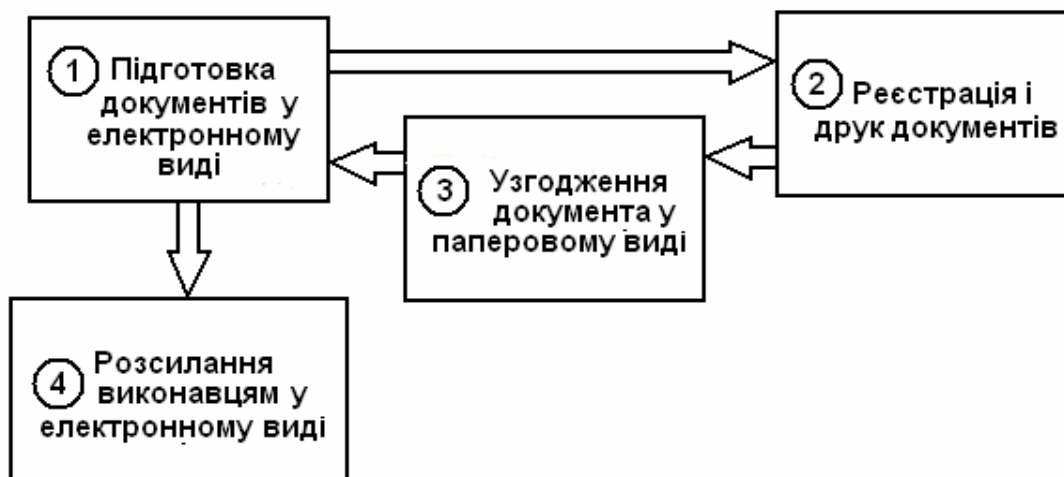 1 Підготовка
документів у
електронному
виді
2 Реєстрація і
друк документів
3 Узгодження
документа у
паперовому виді
4 Розсилання
виконавцям у
електронному виді